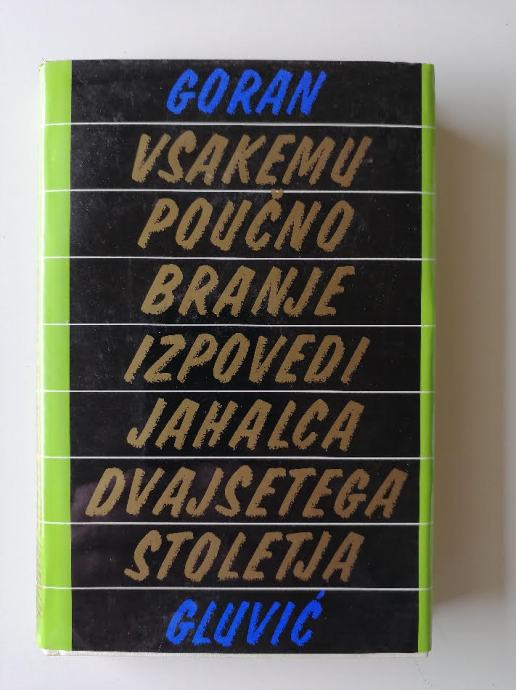 GORAN
VSAKEMU
POUČNO
BRANJE
IZPOVEDI
JAHALCA
DVAJSETEGA
STOLETJA
GLUVIĆ